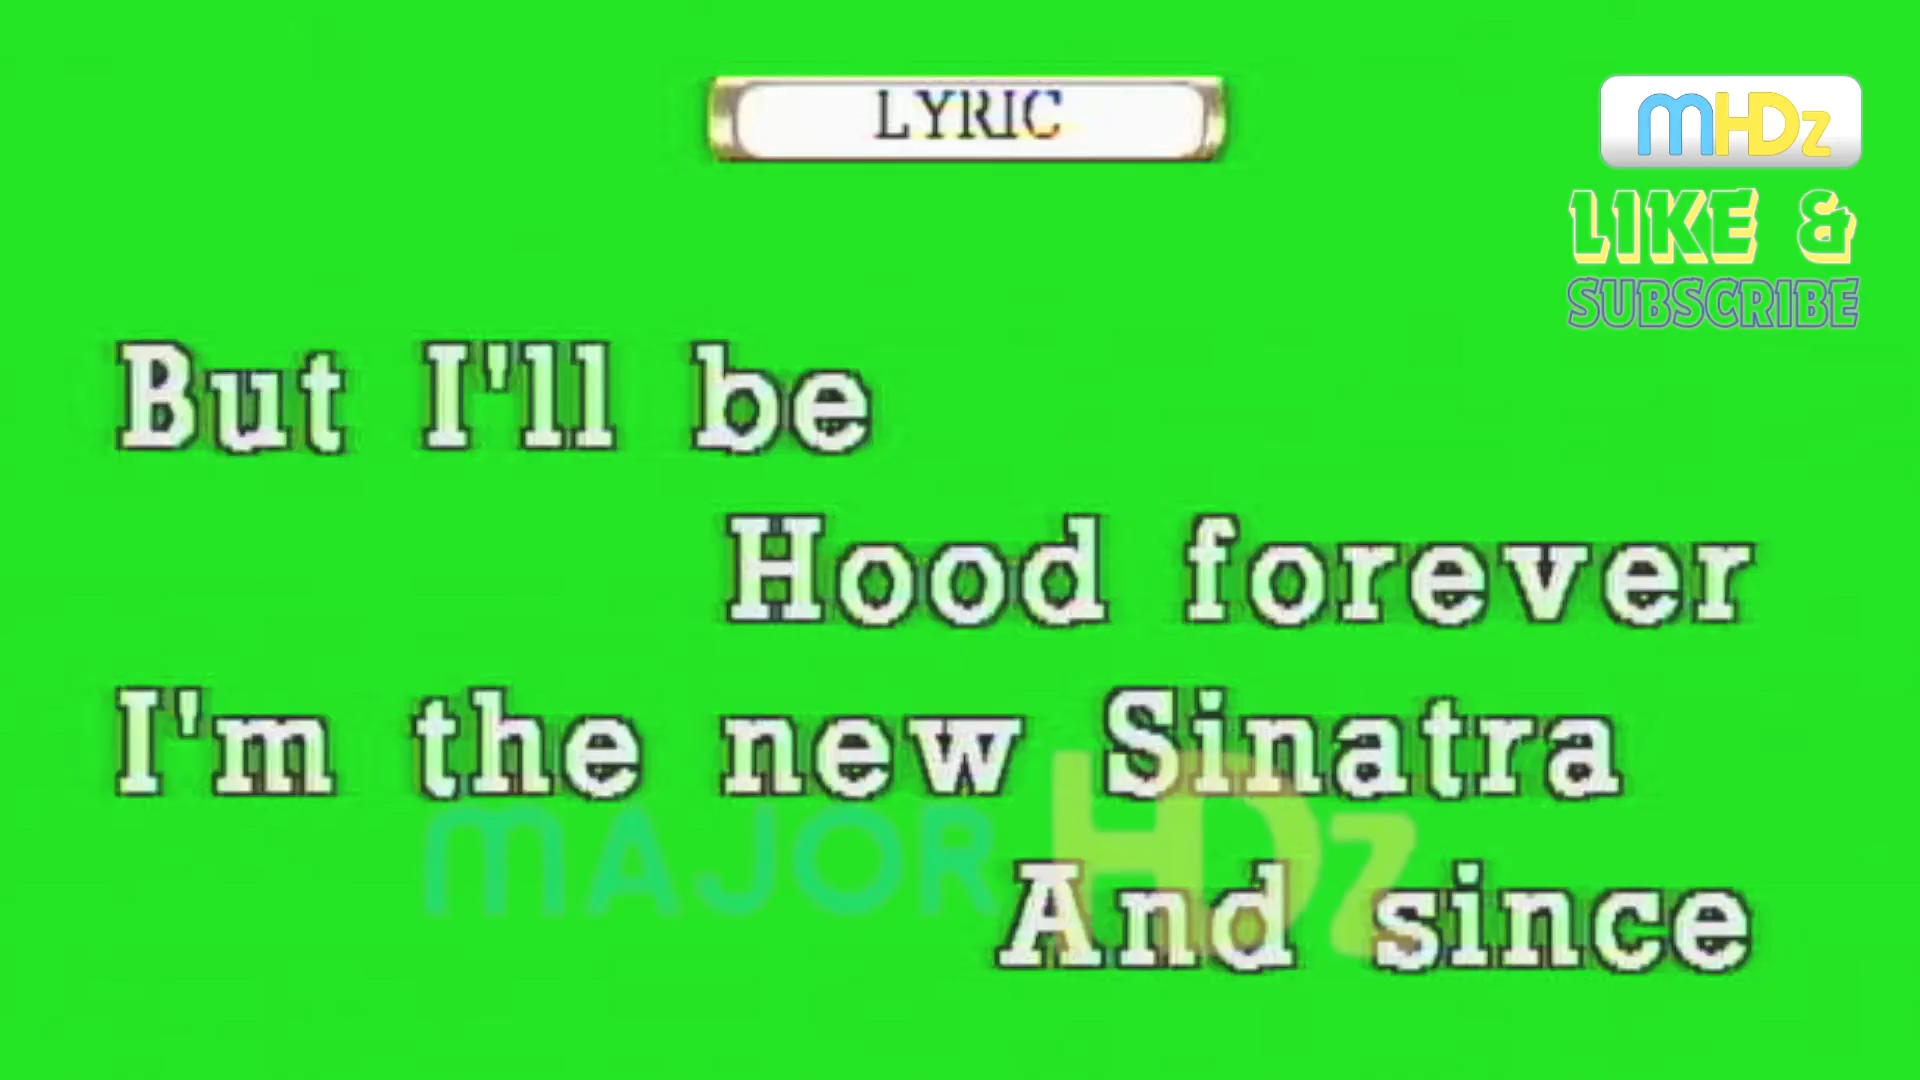 LYRIC
mHDz
LIKE &
SUBSCRIBE
But I'll be
Hood forever
I'm the new Sinatra
MAJOR HDz
And since